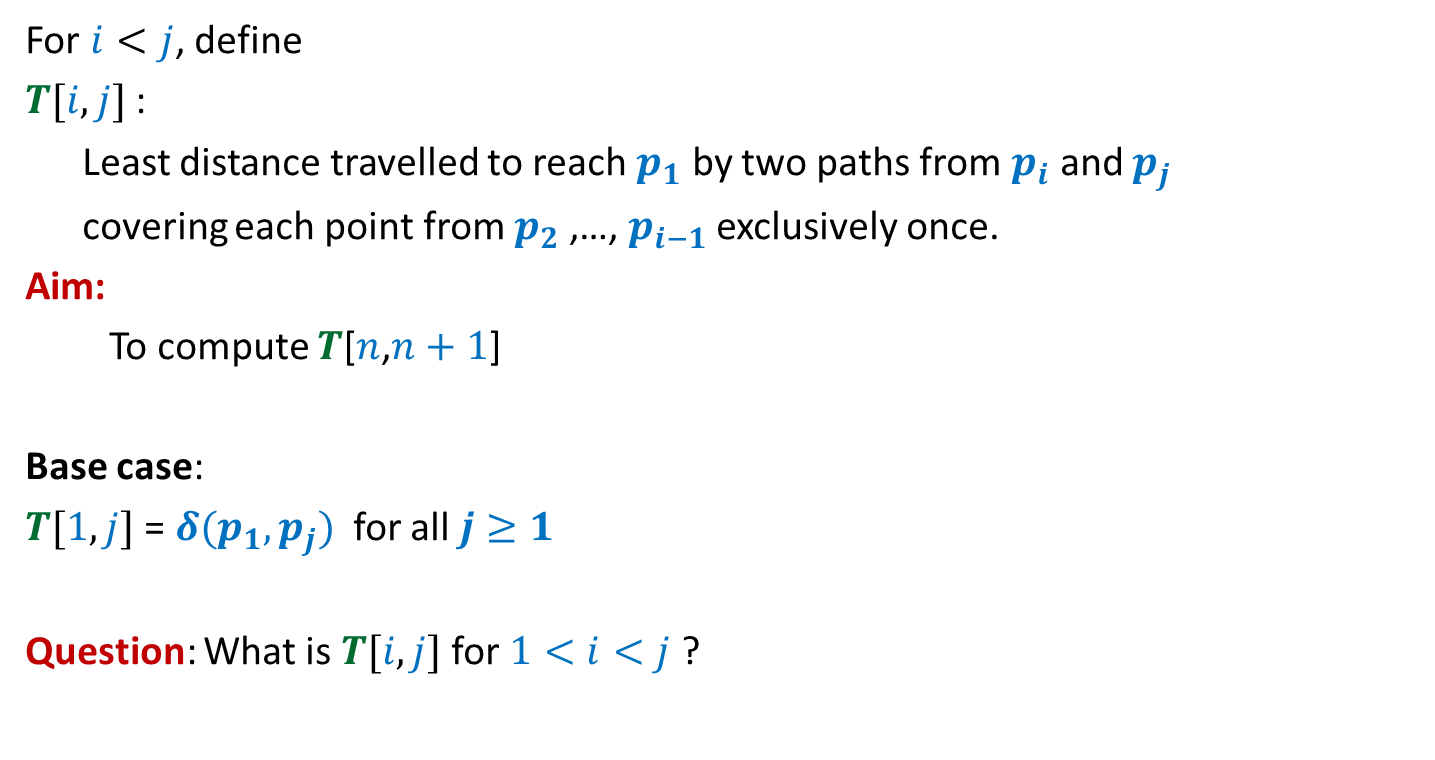 For i < j, define
T[i,j] :
Least distance travelled to reach p₁ by two paths from pᵢ and pⱼ
covering each point from p₂ ,…, pᵢ₋₁ exclusively once.
Aim:
To compute T[n,n + 1]
Base case:
T[1,j] = δ(p₁,pⱼ) for all j ≥ 1
Question: What is T[i,j] for 1 < i < j ?